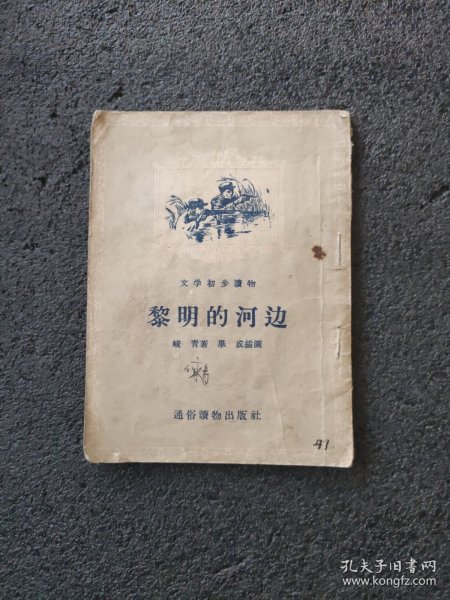 文学初步讀物
黎明的河边
峻青著 畢成插圖
通俗讀物出版社
41
孔夫子旧书网
www.kongfz.com